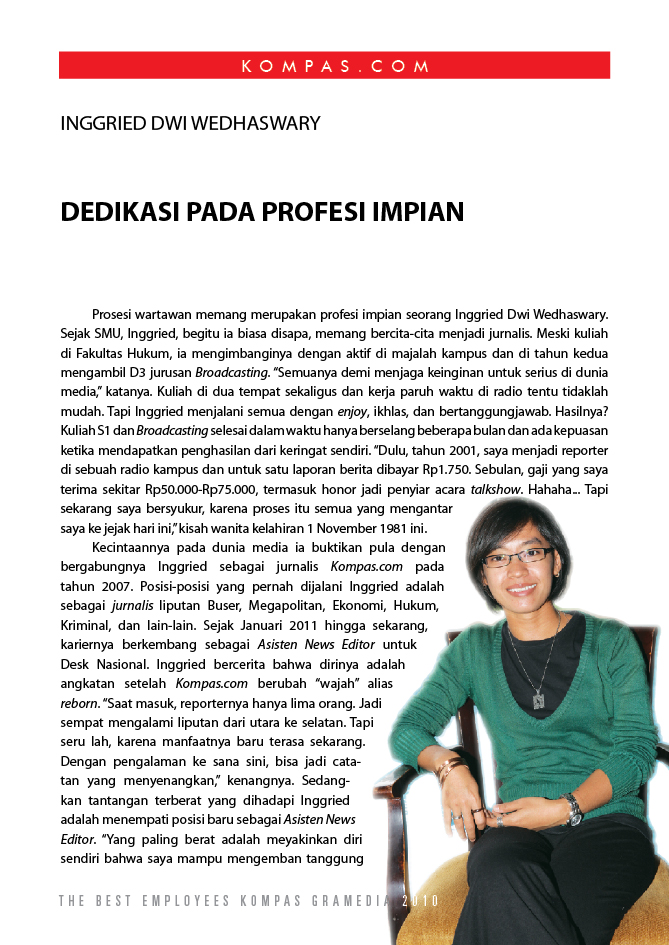 KOMPAS.COM
INGGRIED DWI WEDHASWARY
DEDIKASI PADA PROFESI IMPIAN
Prosesi wartawan memang merupakan profesi impian seorang Inggried Dwi Wedhaswary.
Sejak SMU, Inggried, begitu ia biasa disapa, memang bercita-cita menjadi jurnalis. Meski kuliah
di Fakultas Hukum, ia mengimbanginya dengan aktif di majalah kampus dan di tahun kedua
mengambil D3 jurusan Broadcasting. “Semuanya demi menjaga keinginan untuk serius di dunia
media,” katanya. Kuliah di dua tempat sekaligus dan kerja paruh waktu di radio tentu tidaklah
mudah. Tapi Inggried menjalani semua dengan enjoy, ikhlas, dan bertanggungjawab. Hasilnya?
Kuliah S1 dan Broadcasting selesai dalam waktu hanya berselang beberapa bulan dan ada kepuasan
ketika mendapatkan penghasilan dari keringat sendiri. “Dulu, tahun 2001, saya menjadi reporter
di sebuah radio kampus dan untuk satu laporan berita dibayar Rp1.750. Sebulan, gaji yang saya
terima sekitar Rp50.000-Rp75.000, termasuk honor jadi penyiar acara talkshow. Hahaha... Tapi
sekarang saya bersyukur, karena proses itu semua yang mengantar
saya ke jejak hari ini,” kisah wanita kelahiran 1 November 1981 ini.
Kecintaannya pada dunia media ia buktikan pula dengan
bergabungnya Inggried sebagai jurnalis Kompas.com pada
tahun 2007. Posisi-posisi yang pernah dijalani Inggried adalah
sebagai jurnalis liputan Buser, Megapolitan, Ekonomi, Hukum,
Kriminal, dan lain-lain. Sejak Januari 2011 hingga sekarang,
kariernya berkembang sebagai Asisten News Editor untuk
Desk Nasional. Inggried bercerita bahwa dirinya adalah
angkatan setelah Kompas.com berubah “wajah” alias
reborn. “Saat masuk, reporternya hanya lima orang. Jadi
sempat mengalami liputan dari utara ke selatan. Tapi
seru lah, karena manfaatnya baru terasa sekarang.
Dengan pengalaman ke sana sini, bisa jadi cata-
tan yang menyenangkan,” kenangnya. Sedang-
kan tantangan terberat yang dihadapi Inggried
adalah menempati posisi baru sebagai Asisten News
Editor. “Yang paling berat adalah meyakinkan diri
sendiri bahwa saya mampu mengemban tanggung
THE BEST EMPLOYEES KOMPAS GRAMEDIA 2010